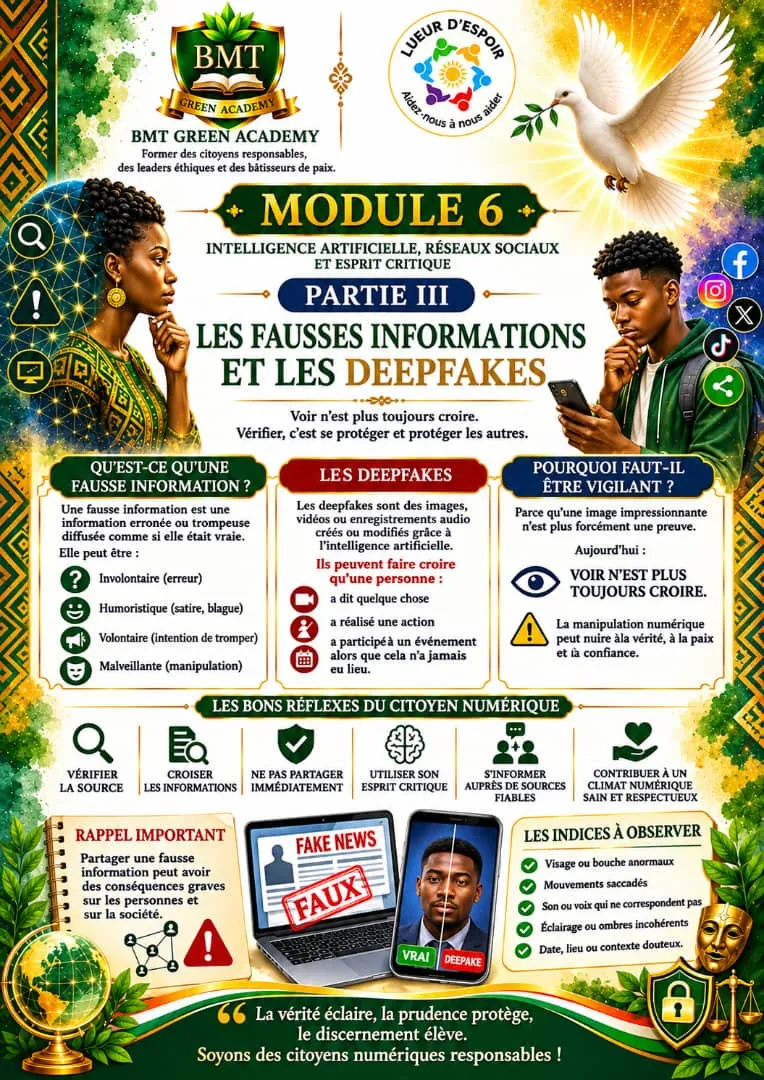 BMT
GREEN ACADEMY
BMT GREEN ACADEMY
Former des citoyens responsables,
des leaders éthiques et des bâtisseurs de paix.
LUEUR D'ESPOIR
Aidez-nous à nous aider
MODULE 6
INTELLIGENCE ARTIFICIELLE, RÉSEAUX SOCIAUX
ET ESPRIT CRITIQUE
PARTIE III
LES FAUSSES INFORMATIONS
ET LES DEEPFAKES
Voir n'est plus toujours croire.
Vérifier, c'est se protéger et protéger les autres.
QU'EST-CE QU'UNE
FAUSSE INFORMATION ?
Une fausse information est une
information erronée ou trompeuse
diffusée comme si elle était vraie.
Elle peut être :
Involontaire (erreur)
Humoristique (satire, blague)
Volontaire (intention de tromper)
Malveillante (manipulation)
LES DEEPFAKES
Les deepfakes sont des images,
vidéos ou enregistrements audio
créés ou modifiés grâce à
l'intelligence artificielle.
Ils peuvent faire croire
qu'une personne :
a dit quelque chose
a réalisé une action
a participé à un événement
alors que cela n'a jamais
eu lieu.
POURQUOI FAUT-IL
ÊTRE VIGILANT ?
Parce qu'une image impressionnante
n'est plus forcément une preuve.
Aujourd'hui :
VOIR N'EST PLUS
TOUJOURS CROIRE.
La manipulation numérique
peut nuire àla vérité, à la paix
et ià confiance.
LES BONS RÉFLEXES DU CITOYEN NUMÉRIQUE
VÉRIFIER
LA SOURCE
CROISER
LES INFORMATIONS
NE PAS PARTAGER
IMMÉDIATEMENT
UTILISER SON
ESPRIT CRITIQUE
S'INFORMER
AUPRÈS DE SOURCES
FIABLES
CONTRIBUER À UN
CLIMAT NUMÉRIQUE
SAIN ET RESPECTUEUX
RAPPEL IMPORTANT
Partager une fausse
information peut avoir
des conséquences graves
sur les personnes et
sur la société.
FAKE NEWS
FAUX
VRAI
DEEPAKE
LES INDICES À OBSERVER
Visage ou bouche anormaux
Mouvements saccadés
Son ou voix qui ne correspondent pas
Éclairage ou ombres incohérents
Date, lieu ou contexte douteux.
“ La vérité éclaire, la prudence protège,
le discernement élève.
Soyons des citoyens numériques responsables !